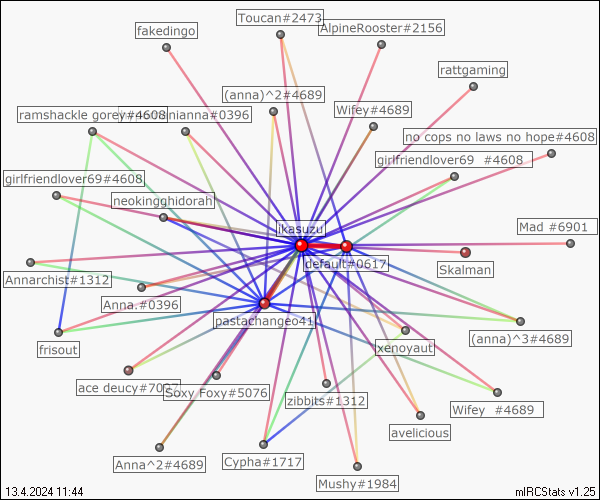 Toucan#2473
fakedingo
AlpineRooster#2156
rattgaming
(anna)^2#4689
Wifey#4689
ramshackle gorey#4608
nianna#0396
no cops no laws no hope#4608
girlfriendlover69 #4608
girlfriendlover69#4608
neokingghidorah
ikasuzu
Mad #6901
default#0617
Skalman
Annarchist#1312
Anna.#0396
pastachangeo41
frisout
xenoyaut
(anna)^3#4689
ace deucy#7
Soxy Foxy#5076
zibbits#1312
Wifey #4689
avelicious
Anna^2#4689
Cypha#1717
Mushy#1984
13.4.2024 11:44
mIRCStats v1.25